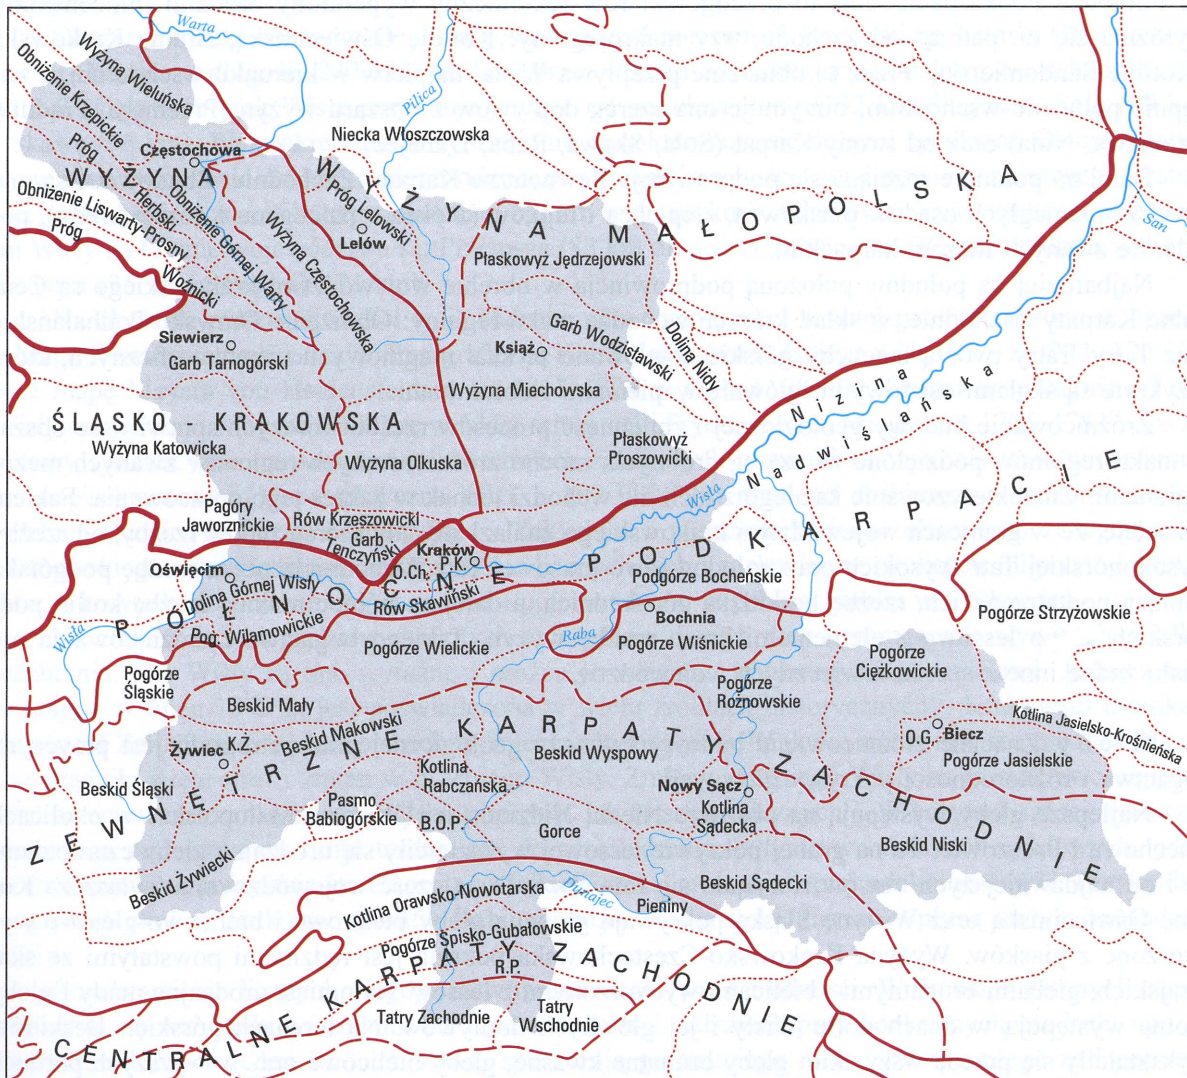 Warta
Wyżyna Wieluńska
Obniżenie Krzepickie
Pilica
Niecka Włoszczowska
Częstochowa
Próg
Herbski
WYŻYNA
Obniżenie Liswarty-Prosny
Obniżenie Górnej Warty
Próg
Woźnicki
Próg Lelowski
Lelów
WYŻYNA MAŁOPOLSKA
San
Wyżyna Częstochowska
Płaskowyż Jędrzejowski
Siewierz
Garb Tarnogórski
Książ
Garb Wodzisławski
Dolina Nidy
Wyżyna Miechowska
Nizina
Nadwiślańska
ŚLĄSKO - KRAKOWSKA
Wyżyna Katowicka
Wyżyna Olkuska
Płaskowyż
Proszowicki
Wisła
Pagóry
Jaworznickie
Rów Krzeszowicki
Garb
Tenczyński
Kraków
P.K.
O.Ch.
Oświęcim
Dolina Górnej Wisły
Rów Skawiński
PÓŁNOCNE PODKARPACIE
Podgórze Bocheńskie
Wisła
Pog. Wilamowickie
Raba
Bochnia
Pogórze Wielickie
Pogórze Wiśnickie
Pogórze Strzyżowskie
Pogórze
Ciężkowickie
Pogórze
Śląskie
Pogórze
Rożnowskie
Beskid Mały
Kotlina Jasielsko-Krośnieńska
O.G.
Biecz
Pogórze Jasielskie
K.Z.
Żywiec
Beskid Makowski
Beskid Wyspowy
Kotlina
Rabczańska
Beskid Śląski
Pasmo
Babiogórskie
B.O.P.
Nowy Sącz
Kotlina
Sądecka
Gorce
ZEWNĘTRZNE KARPATY ZACHODNIE
Beskid Niski
Beskid Żywiecki
Beskid Sądecki
Kotlina Orawsko-Nowotarska
Dunajec
Pieniny
Pogórze Spisko-Gubałowskie
R.P.
Tatry Zachodnie
Tatry
Wschodnie
CENTRALNE KARPATY ZACHODNIE